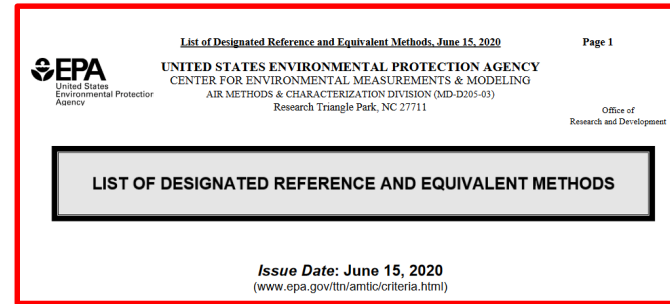 List of Designated Reference and Equivalent Methods, June 15, 2020 Page 1
EPA
United States
Environmental Protection
Agency
UNITED STATES ENVIRONMENTAL PROTECTION AGENCY
CENTER FOR ENVIRONMENTAL MEASUREMENTS & MODELING
AIR METHODS & CHARACTERIZATION DIVISION (MD-D205-03)
Research Triangle Park, NC 27711
Office of
Research and Development
LIST OF DESIGNATED REFERENCE AND EQUIVALENT METHODS
Issue Date: June 15, 2020
(www.epa.gov/ttn/amtic/criteria.html)